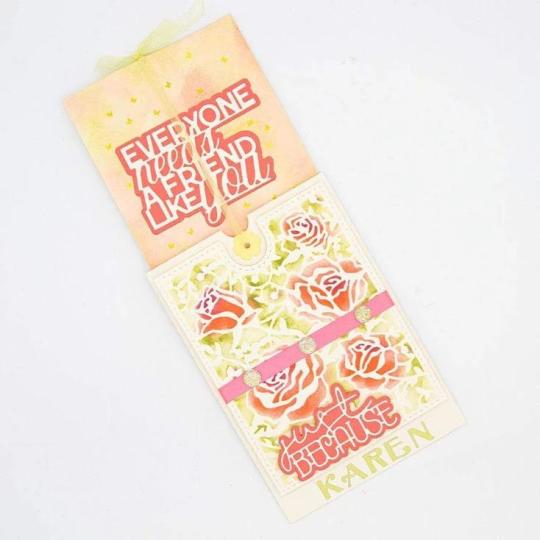 EVERYONE
needs
A FRIEND
LIKE you
just
BECAUSE
KAREN